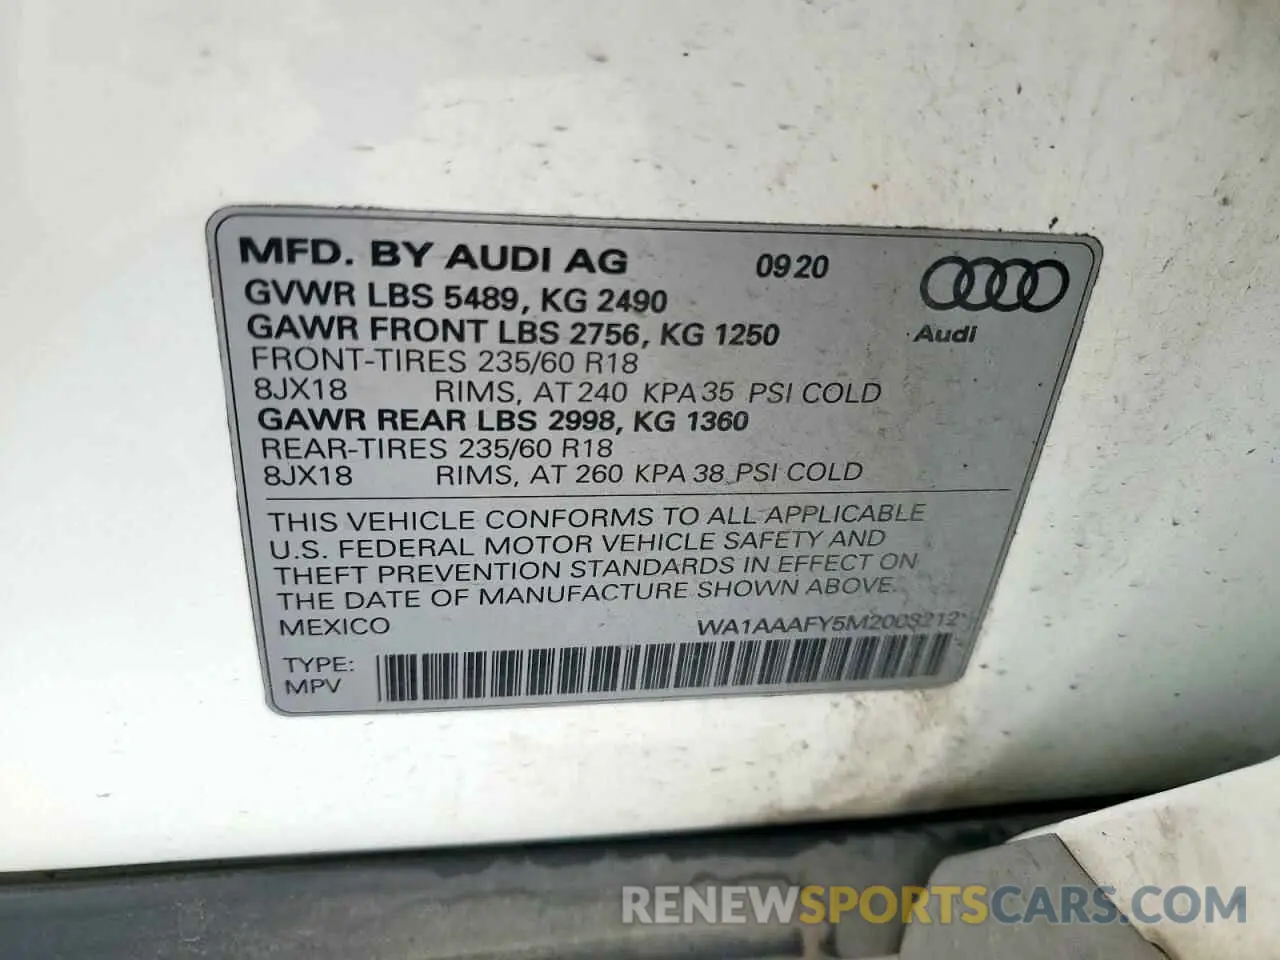 MFD. BY AUDI AG 09 20
GVWR LBS 5489, KG 2490
GAWR FRONT LBS 2756, KG 1250
Audi
FRONT-TIRES 235/60 R18
8JX18 RIMS, AT 240 KPA 35 PSI COLD
GAWR REAR LBS 2998, KG 1360
REAR-TIRES 235/60 R18
8JX18 RIMS, AT 260 KPA 38 PSI COLD
THIS VEHICLE CONFORMS TO ALL APPLICABLE
U.S. FEDERAL MOTOR VEHICLE SAFETY AND
THEFT PREVENTION STANDARDS IN EFFECT ON
THE DATE OF MANUFACTURE SHOWN ABOVE.
MEXICO WA1AAAFY5M2003212
TYPE:
MPV
RENEWSPORTSCARS.COM